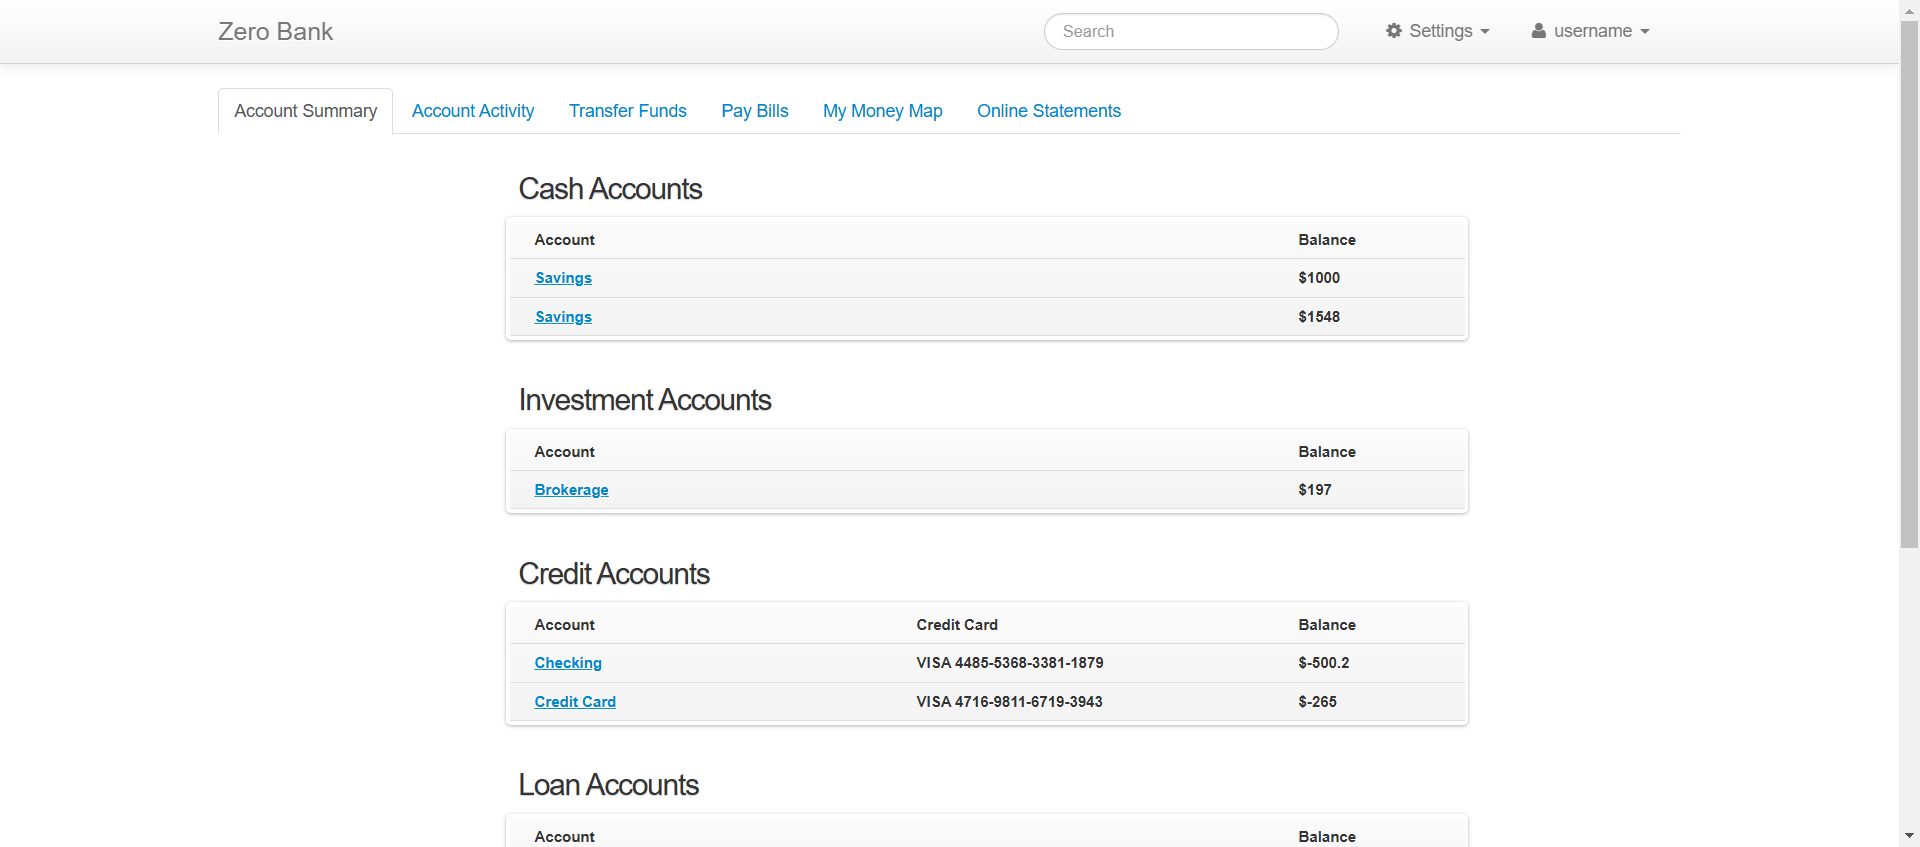 Zero Bank Search Settings username
Account Summary Account Activity Transfer Funds Pay Bills My Money Map Online Statements
Cash Accounts
Account Balance
Savings $1000
Savings $1548
Investment Accounts
Account Balance
Brokerage $197
Credit Accounts
Account Credit Card Balance
Checking VISA 4485-5368-3381-1879 $-500.2
Credit Card VISA 4716-9811-6719-3943 $-265
Loan Accounts
Account Balance